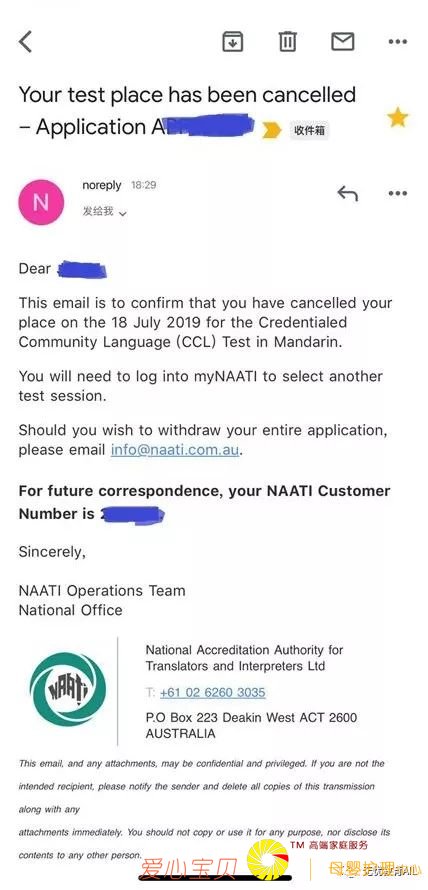 Your test place has been cancelled
– Application A
收件箱
N
noreply 18:29
发给我
Dear
This email is to confirm that you have cancelled your
place on the 18 July 2019 for the Credentialed
Community Language (CCL) Test in Mandarin.
You will need to log into myNAATI to select another
test session.
Should you wish to withdraw your entire application,
please email info@naati.com.au.
For future correspondence, your NAATI Customer
Number is
Sincerely,
NAATI Operations Team
National Office
NAATI
National Accreditation Authority for
Translators and Interpreters Ltd
T: +61 02 6260 3035
P.O Box 223 Deakin West ACT 2600
AUSTRALIA
This email, and any attachments, may be confidential and privileged. If you are not the
intended recipient, please notify the sender and delete all copies of this transmission
along with any
attachments immediately. You should not copy or use it for any purpose, nor disclose its
contents to any other person.
爱心宝贝
TM 高端家庭服务
母婴护理